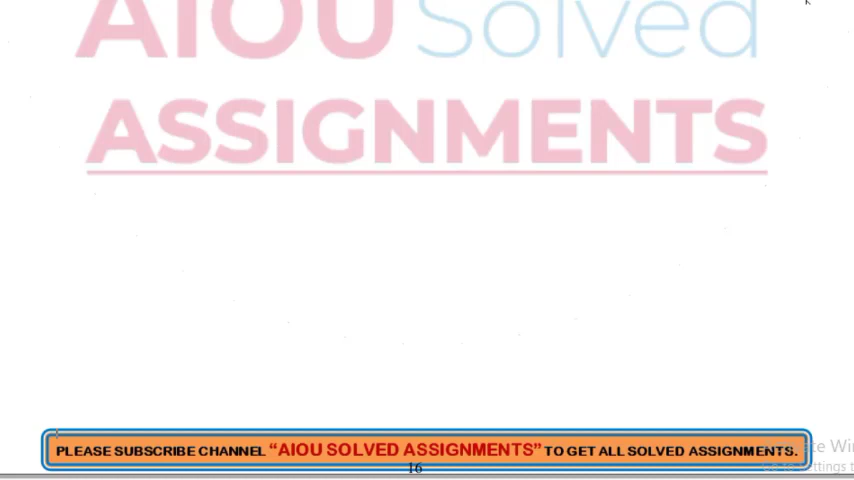 K
AIOU Solved
ASSIGNMENTS
PLEASE SUBSCRIBE CHANNEL “AIOU SOLVED ASSIGNMENTS” TO GET ALL SOLVED ASSIGNMENTS.
16